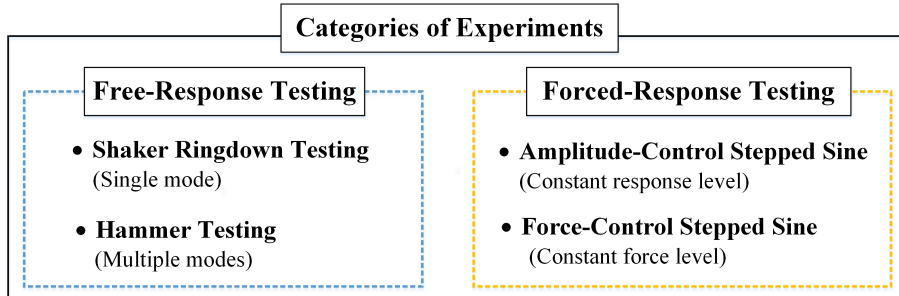 Categories of Experiments
Free-Response Testing
• Shaker Ringdown Testing
(Single mode)
• Hammer Testing
(Multiple modes)
Forced-Response Testing
• Amplitude-Control Stepped Sine
(Constant response level)
• Force-Control Stepped Sine
(Constant force level)